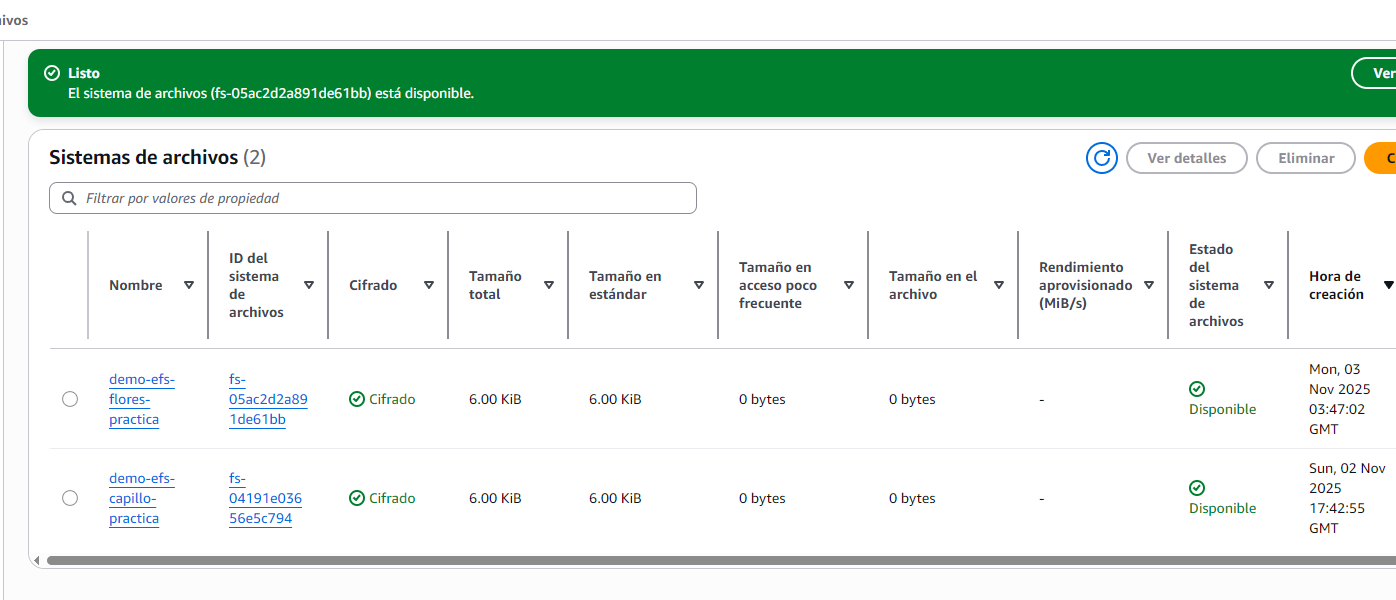 ivos
Listo
El sistema de archivos (fs-05ac2d2a891de61bb) está disponible.
Ver
Sistemas de archivos (2)
Ver detalles
Eliminar
C
Filtrar por valores de propiedad
Nombre
ID del
sistema
de
archivos
Cifrado
Tamaño
total
Tamaño en
estándar
Tamaño en
acceso poco
frecuente
Tamaño en el
archivo
Rendimiento
aprovisionado
(MiB/s)
Estado
del
sistema
de
archivos
Hora de
creación
demo-efs-
flores-
practica
fs-
05ac2d2a89
1de61bb
Cifrado
6.00 KiB
6.00 KiB
0 bytes
0 bytes
-
Disponible
Mon, 03
Nov 2025
03:47:02
GMT
demo-efs-
capillo-
practica
fs-
04191e036
56e5c794
Cifrado
6.00 KiB
6.00 KiB
0 bytes
0 bytes
-
Disponible
Sun, 02 Nov
2025
17:42:55
GMT